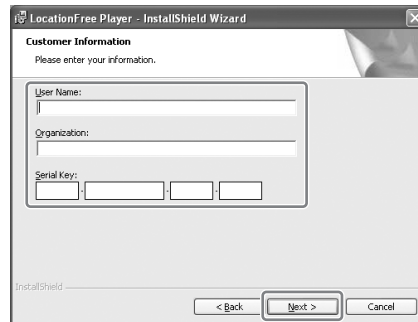 LocationFree Player - InstallShield Wizard
Customer Information
Please enter your information.
User Name:
Organization:
Serial Key:
- - -
InstallShield
< Back Next > Cancel